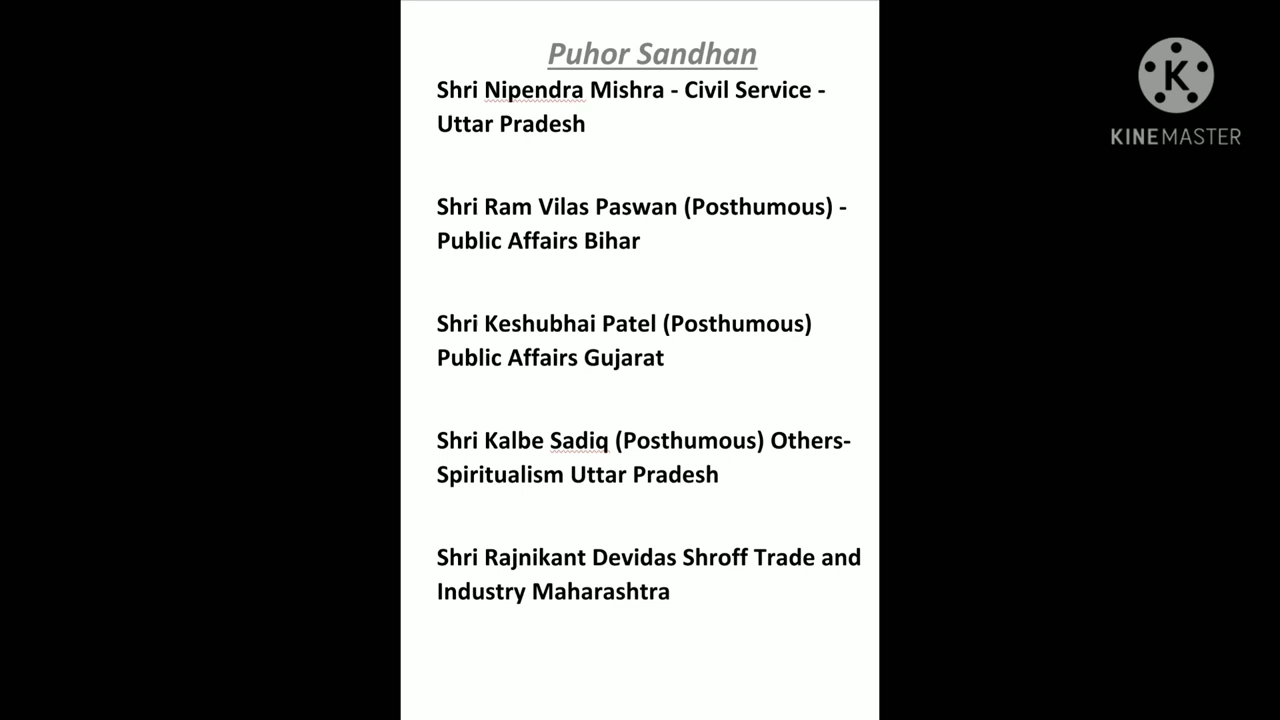 Puhor Sandhan
Shri Nipendra Mishra - Civil Service -
Uttar Pradesh
Shri Ram Vilas Paswan (Posthumous) -
Public Affairs Bihar
Shri Keshubhai Patel (Posthumous)
Public Affairs Gujarat
Shri Kalbe Sadiq (Posthumous) Others-
Spiritualism Uttar Pradesh
Shri Rajnikant Devidas Shroff Trade and
Industry Maharashtra
K
KINEMASTER